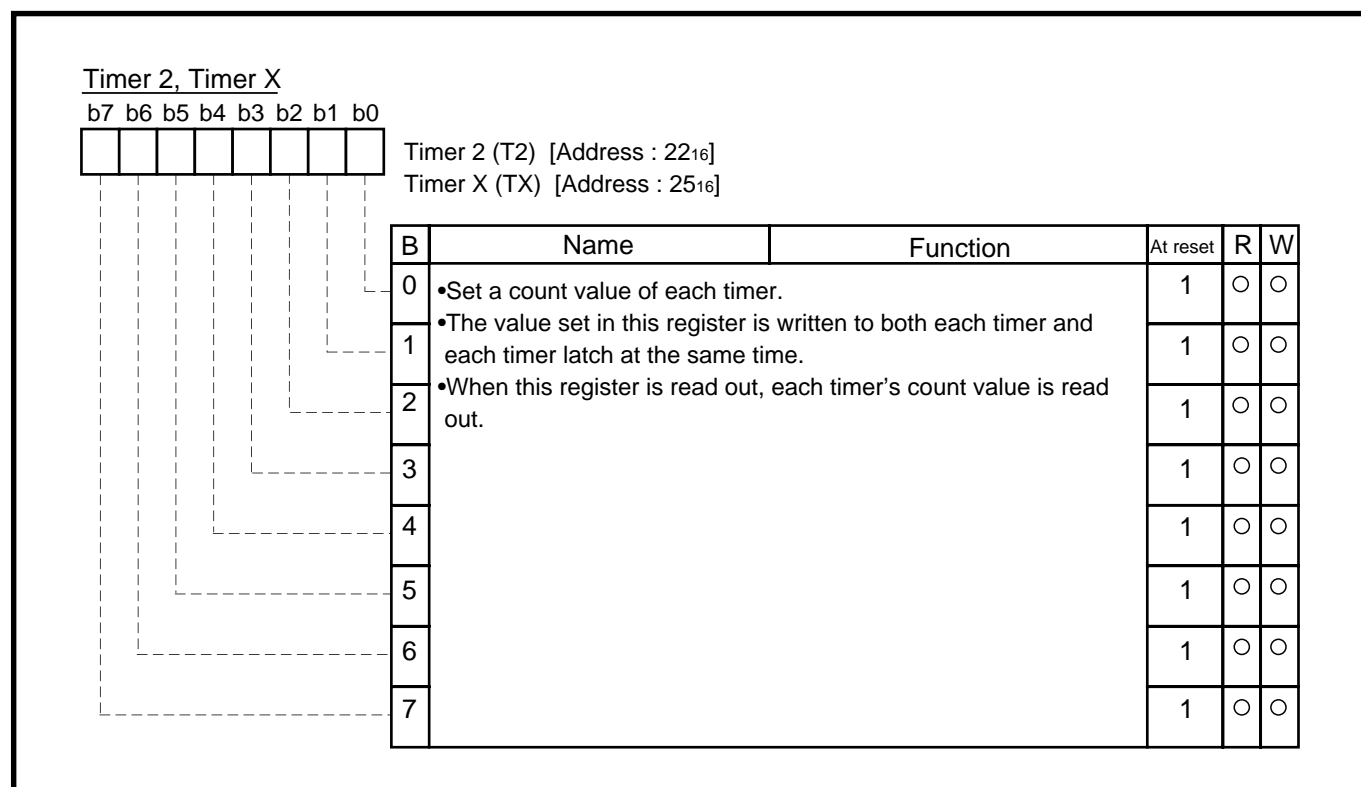 Timer 2, Timer X
b7 b6 b5 b4 b3 b2 b1 b0
Timer 2 (T2) [Address : 22₁₆]
Timer X (TX) [Address : 25₁₆]
B Name Function At reset R W
0 •Set a count value of each timer. 1 ○ ○
•The value set in this register is written to both each timer and
1 each timer latch at the same time. 1 ○ ○
•When this register is read out, each timer’s count value is read
2 out. 1 ○ ○
3 1 ○ ○
4 1 ○ ○
5 1 ○ ○
6 1 ○ ○
7 1 ○ ○